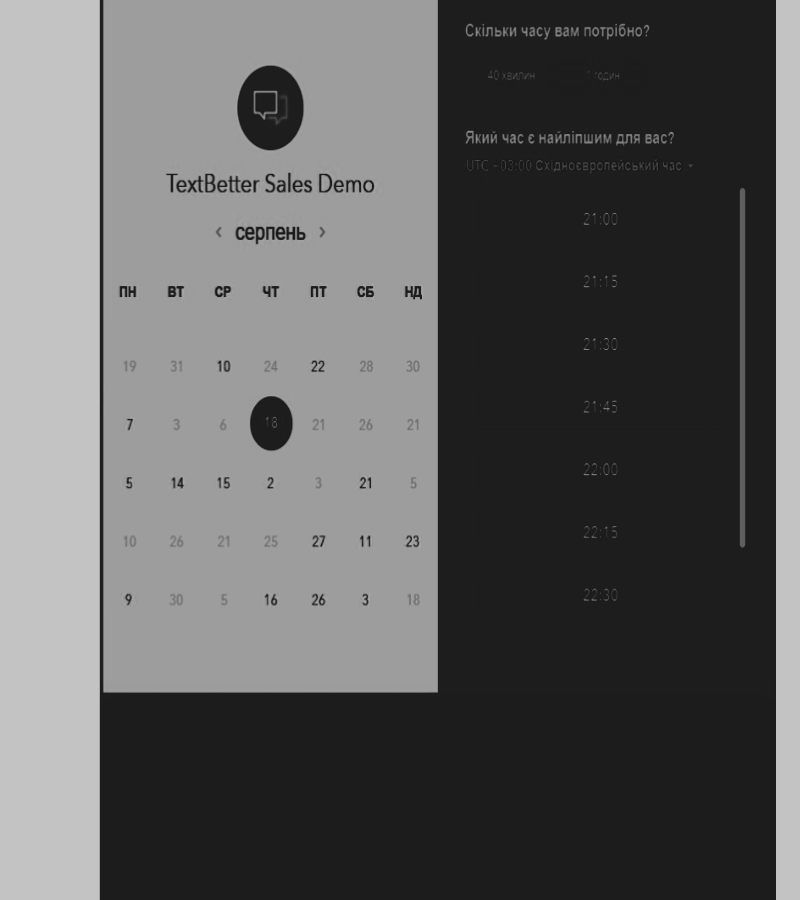 TextBetter Sales Demo
‹ серпень ›
ПН ВТ СР ЧТ ПТ СБ НД
19 31 10 24 22 28 30
7 3 6 18 21 26 21
5 14 15 2 3 21 5
10 26 21 25 27 11 23
9 30 5 16 26 3 18
Скільки часу вам потрібно?
40 хвилин 1 годин
Який час є найліпшим для вас?
UTC -03:00 Східноєвропейський час
21:00
21:15
21:30
21:45
22:00
22:15
22:30